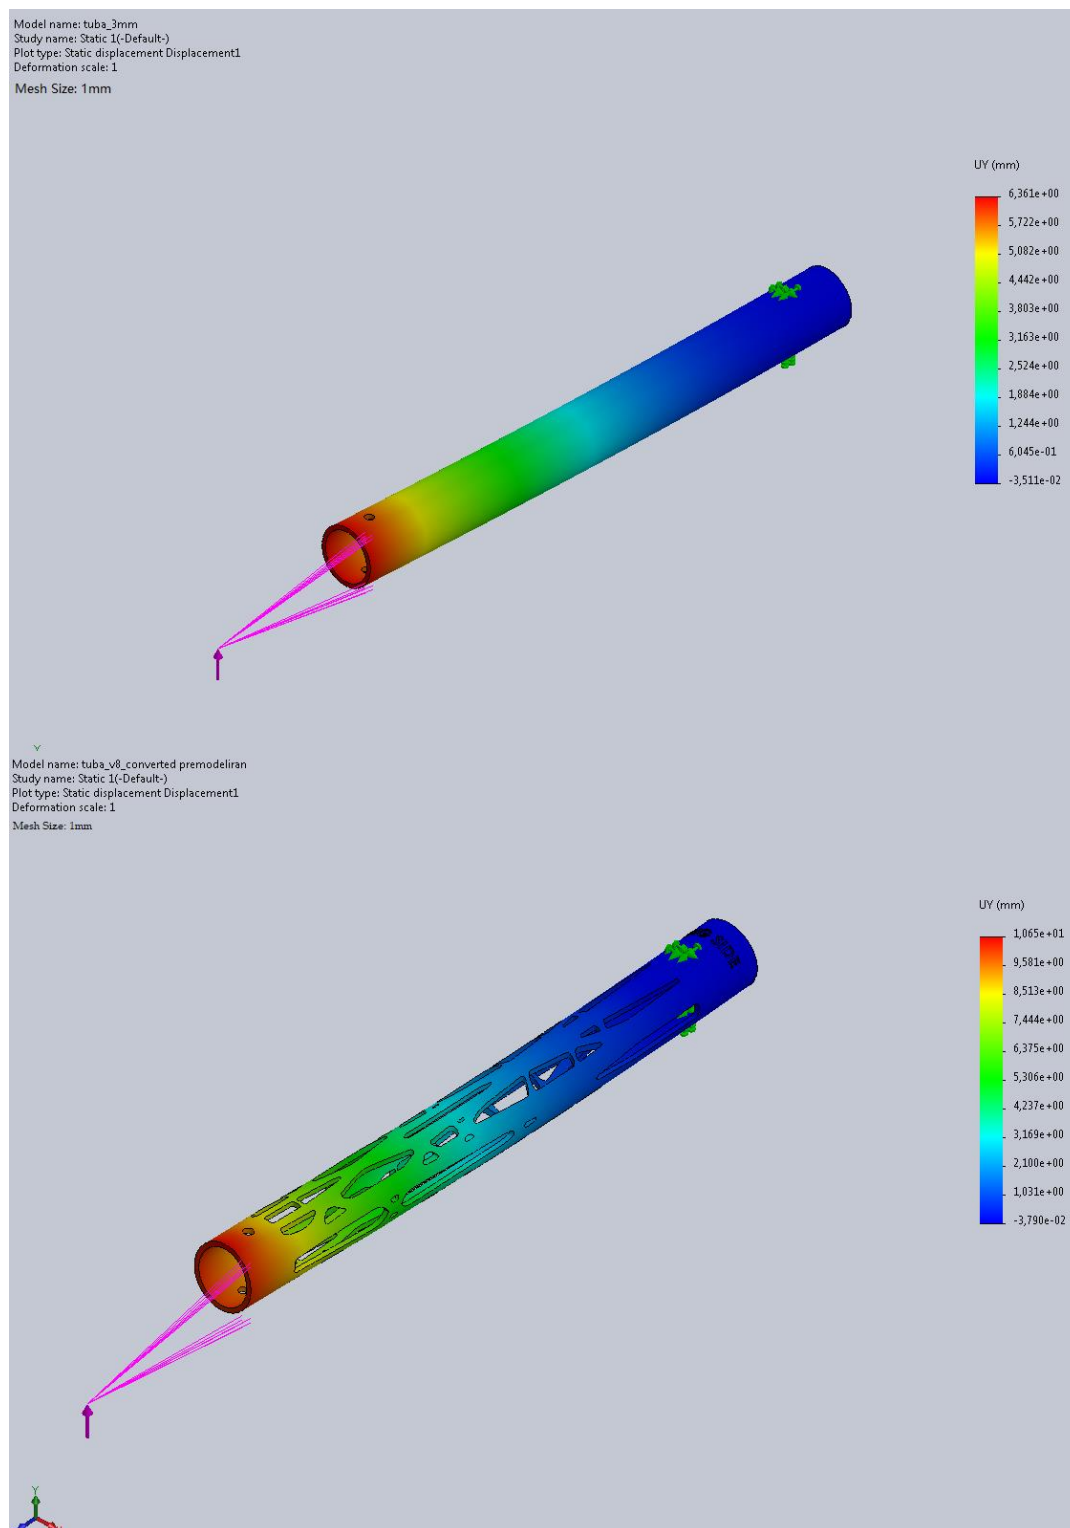 Model name: tuba_3mm
Study name: Static 1(-Default-)
Plot type: Static displacement Displacement1
Deformation scale: 1
Mesh Size: 1mm
UY (mm)
6,361e+00
5,722e+00
5,082e+00
4,442e+00
3,803e+00
3,163e+00
2,524e+00
1,884e+00
1,244e+00
6,045e-01
-3,511e-02
Y
Model name: tuba_v8_converted premodeliran
Study name: Static 1(-Default-)
Plot type: Static displacement Displacement1
Deformation scale: 1
Mesh Size: 1mm
UY (mm)
1,065e+01
9,581e+00
8,513e+00
7,444e+00
6,375e+00
5,306e+00
4,237e+00
3,169e+00
2,100e+00
1,031e+00
-3,790e-02
Y